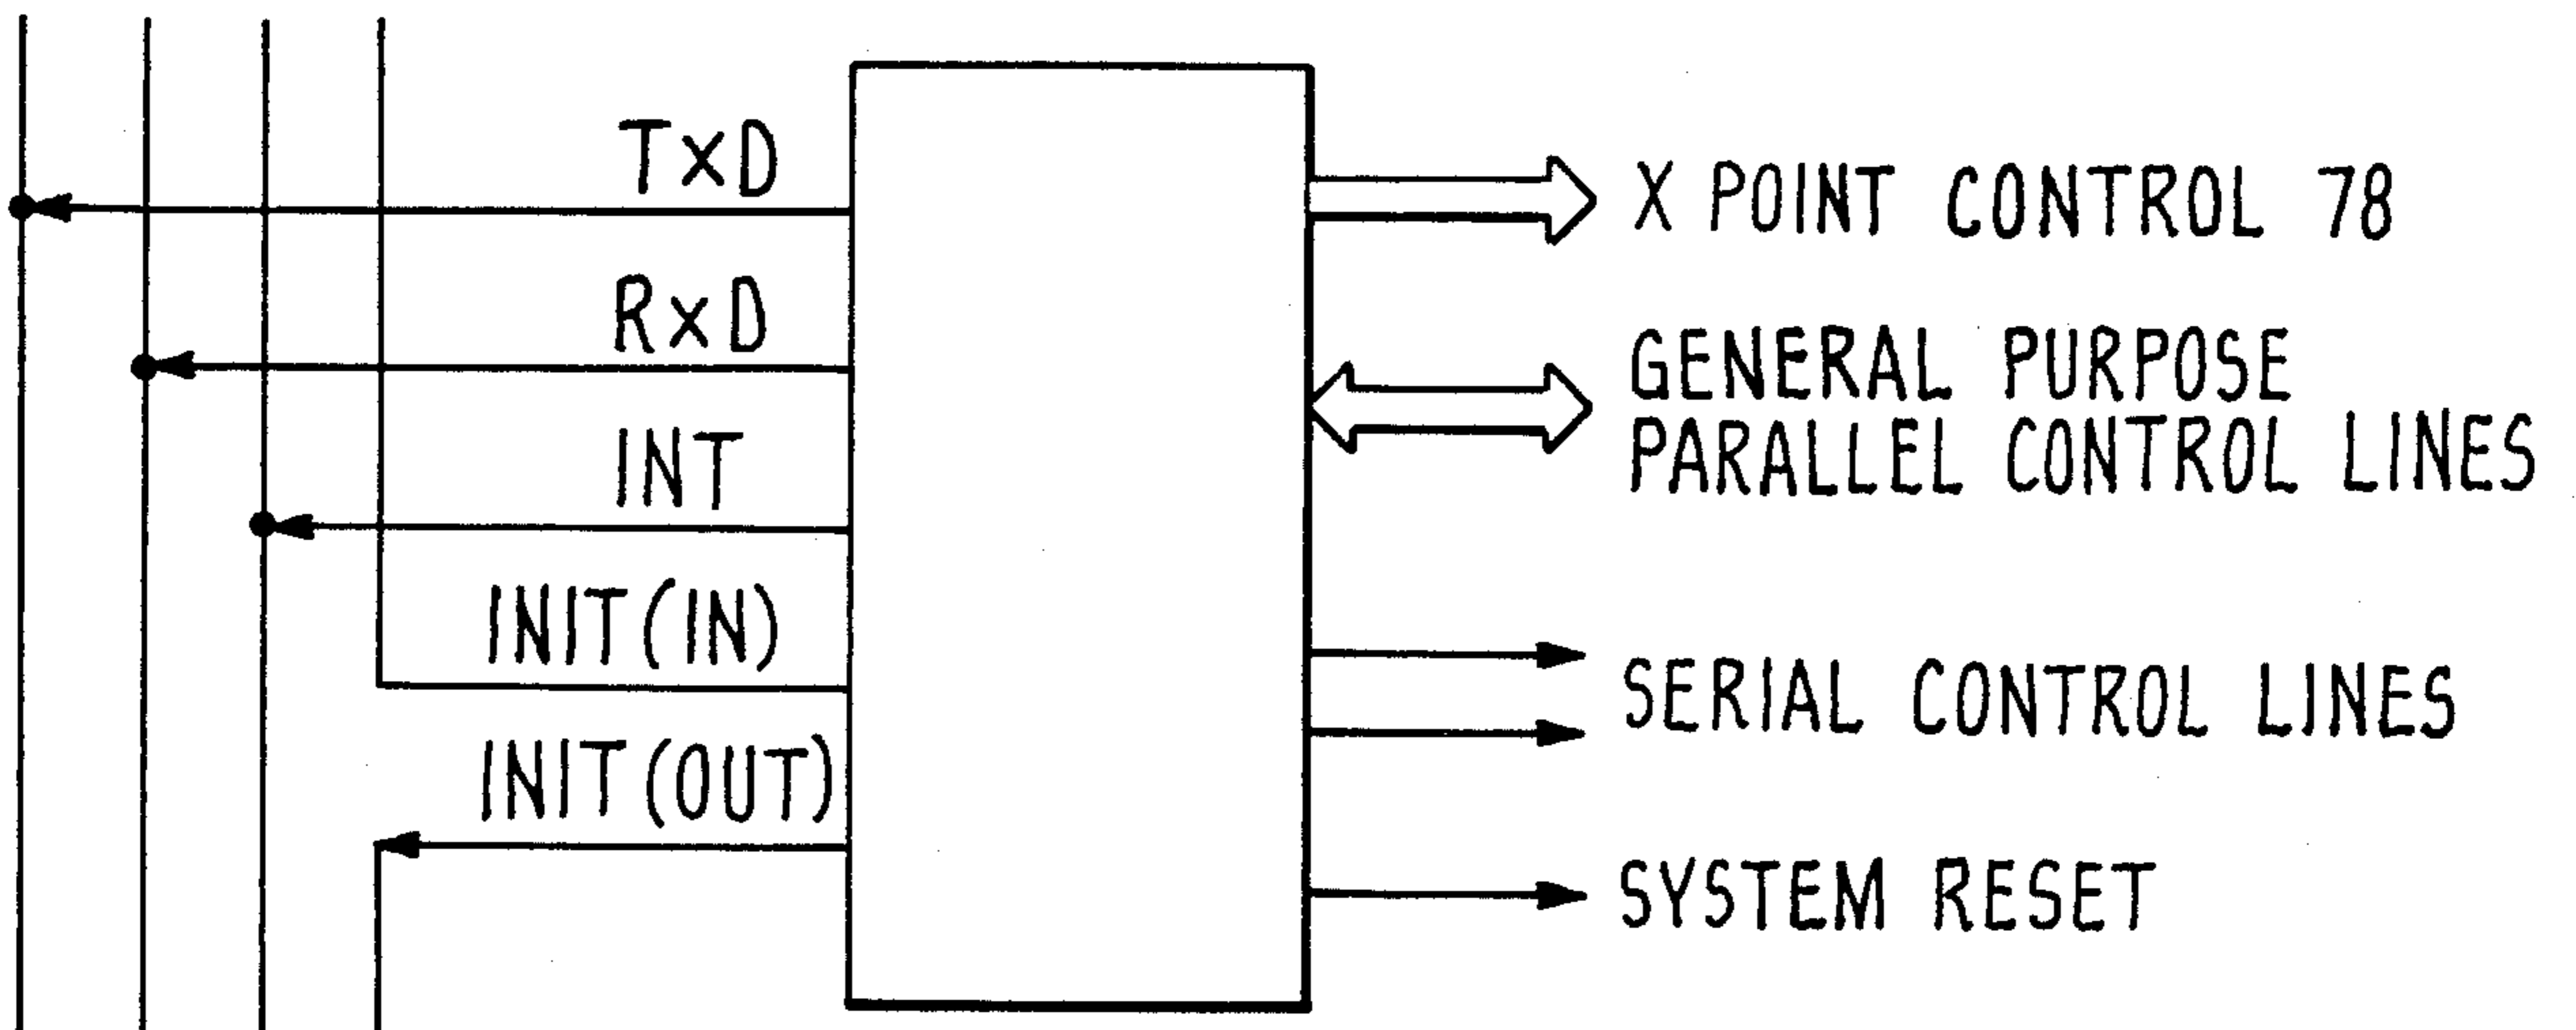 TxD
RxD
INT
INIT(IN)
INIT(OUT)
X POINT CONTROL 78
GENERAL PURPOSE
PARALLEL CONTROL LINES
SERIAL CONTROL LINES
SYSTEM RESET